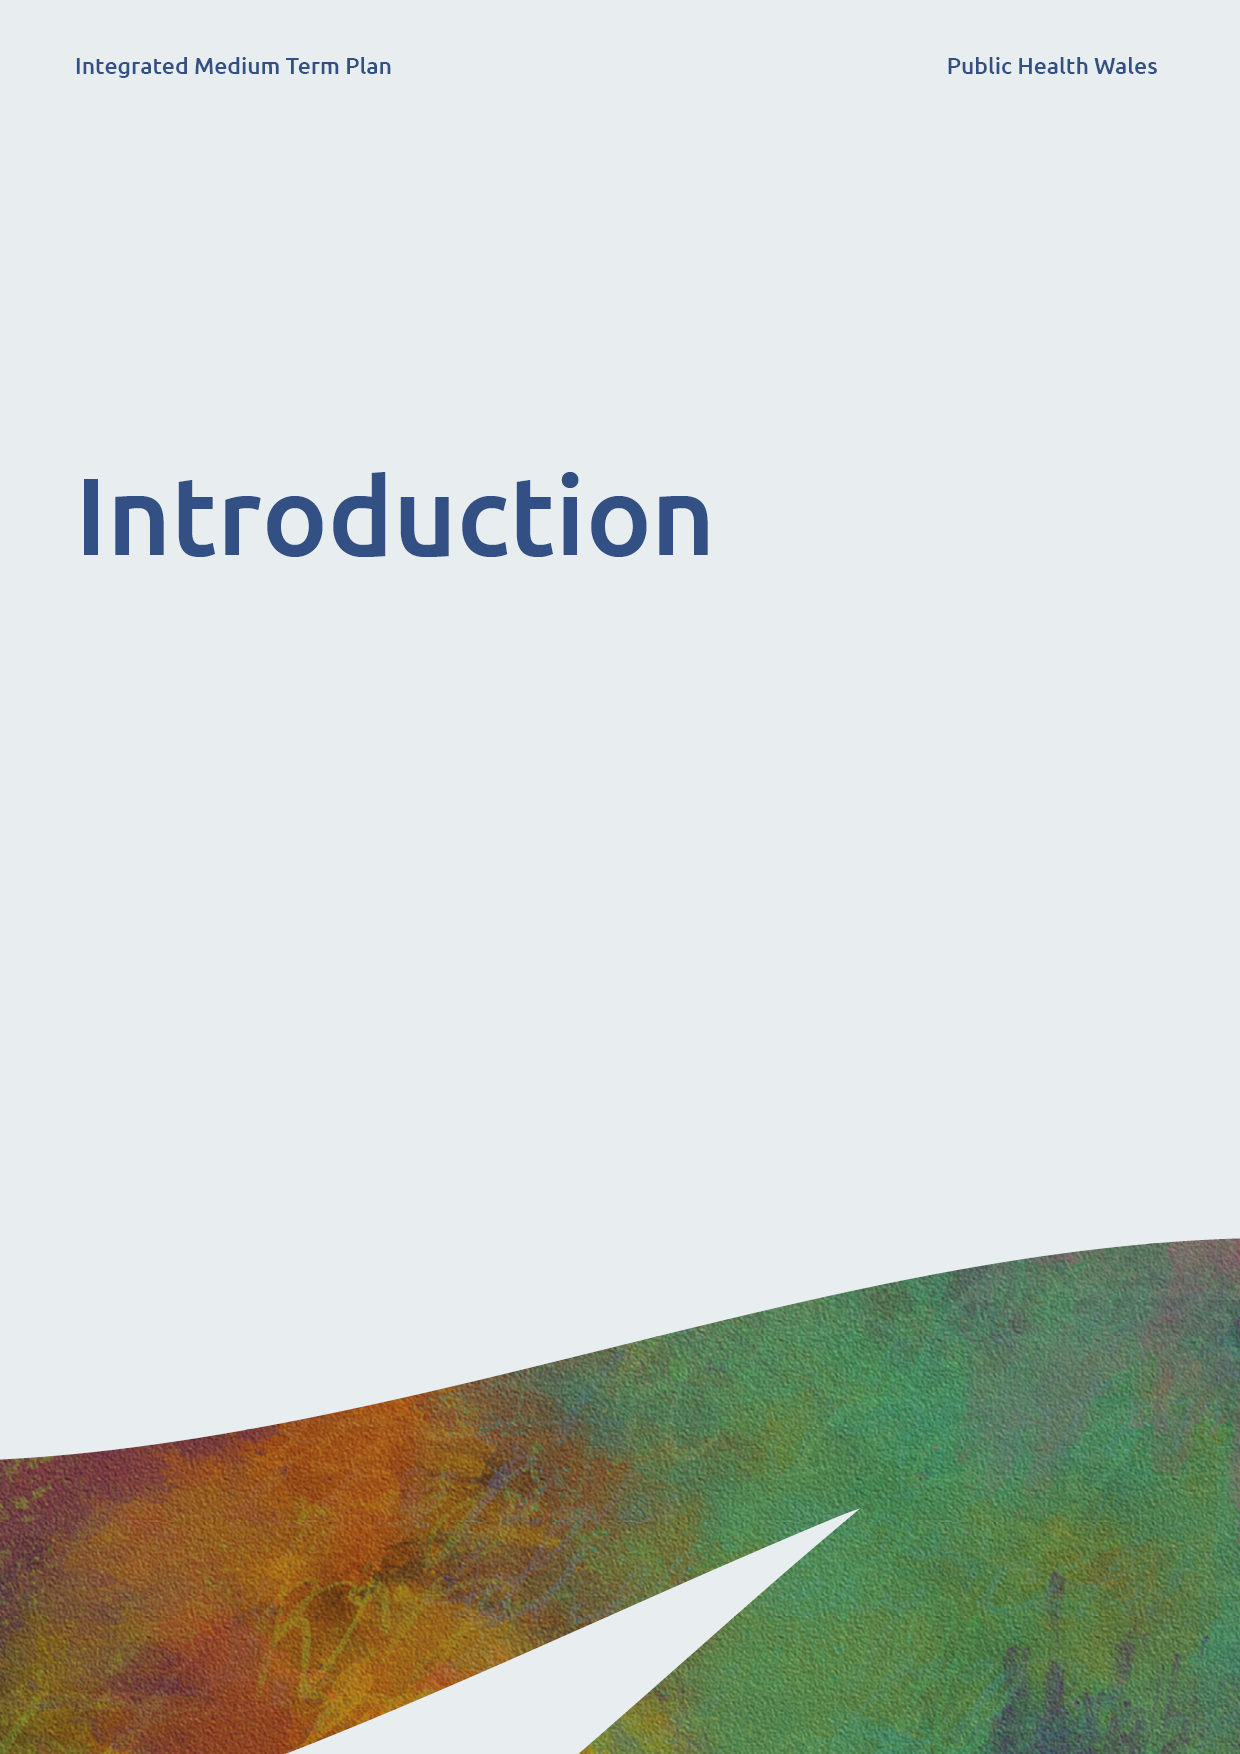 Integrated Medium Term Plan
Public Health Wales
Introduction